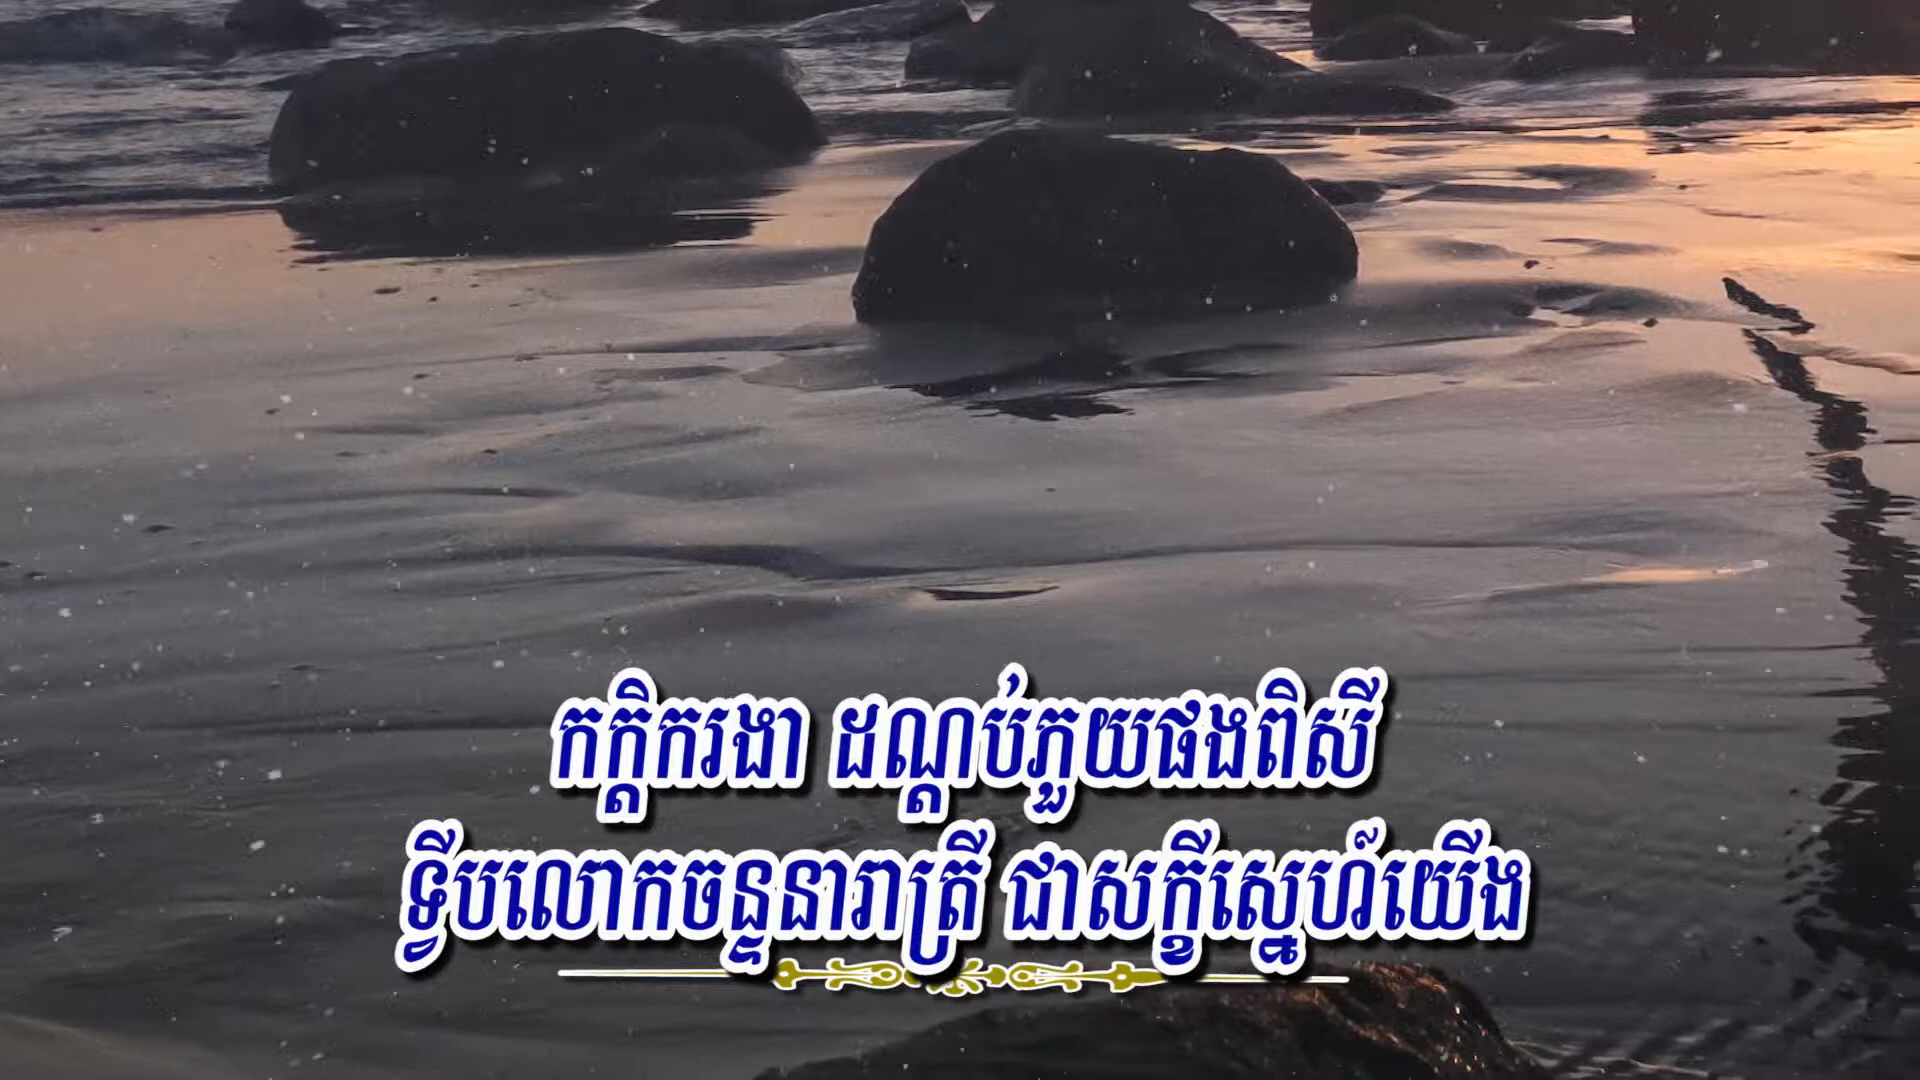 កក្តិករងា ដណ្តប់ភួយផងពិសី
ទ្វីបលោកចន្ទនារាត្រី ជាសក្ខីស្នេហ៍យើង